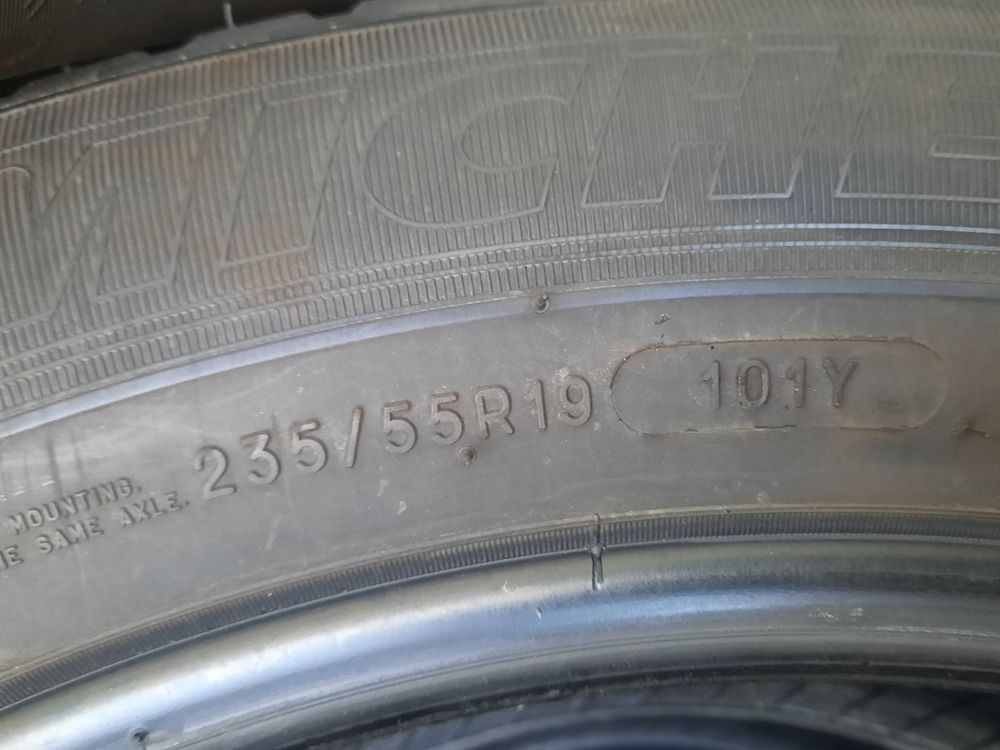 MICHE
235/55R19 101Y
MOUNTING.
SAME AXLE.